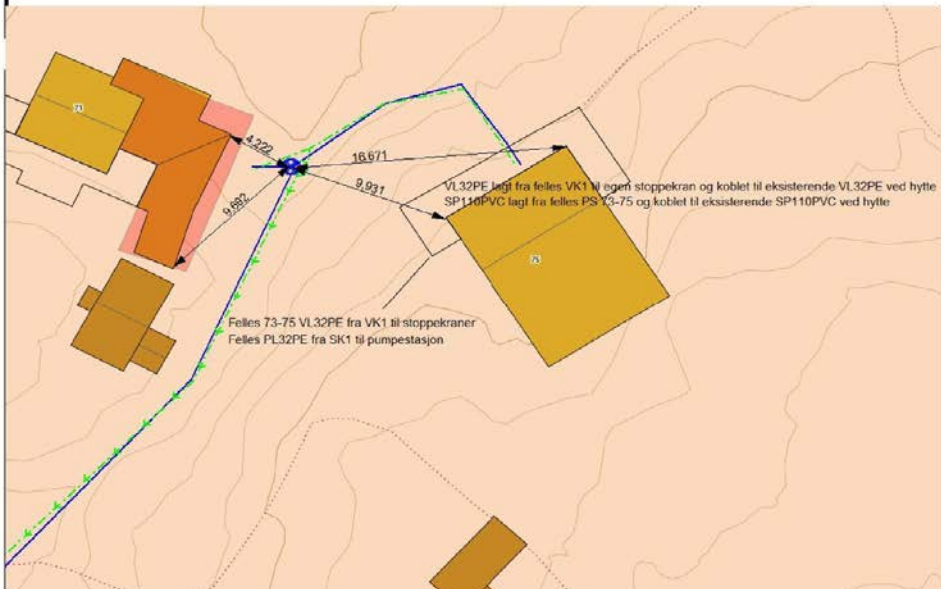 73
4.222
16.671
9.931
9.692
VL32PE lagt fra felles VK1 til egen stoppekran og koblet til eksisterende VL32PE ved hytte
SP110PVC lagt fra felles PS 73-75 og koblet til eksisterende SP110PVC ved hytte
75
Felles 73-75 VL32PE fra VK1 til stoppekraner
Felles PL32PE fra SK1 til pumpestasjon